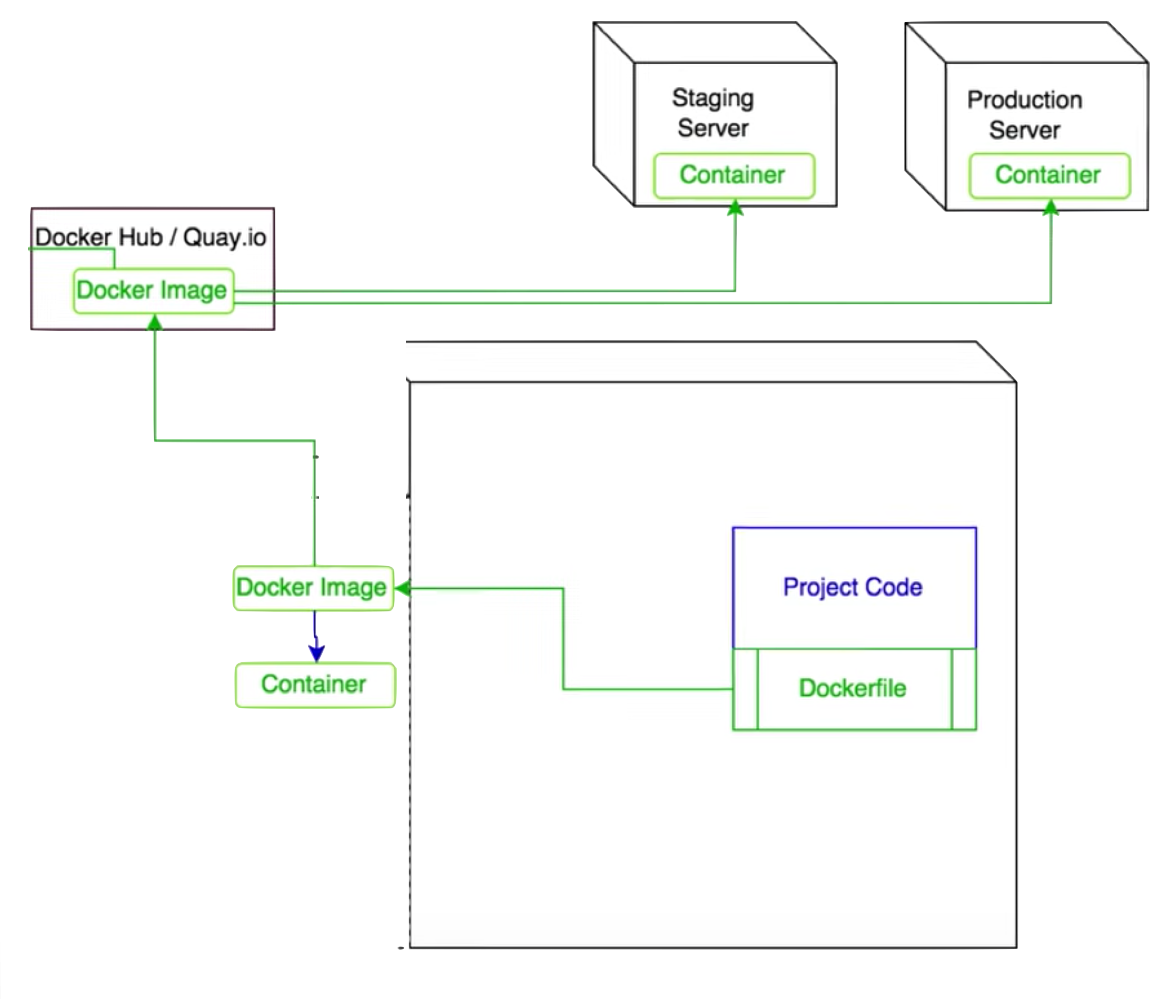 Staging
Server
Container
Production
Server
Container
Docker Hub / Quay.io
Docker Image
Project Code
Docker Image
Dockerfile
Container